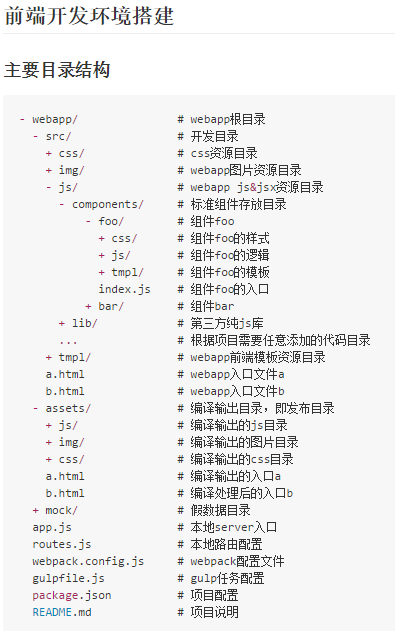 前端开发环境搭建
主要目录结构
- webapp/ # webapp根目录
- src/ # 开发目录
+ css/ # css资源目录
+ img/ # webapp图片资源目录
- js/ # webapp js&jsx资源目录
- components/ # 标准组件存放目录
- foo/ # 组件foo
+ css/ # 组件foo的样式
+ js/ # 组件foo的逻辑
+ tmpl/ # 组件foo的模板
index.js # 组件foo的入口
+ bar/ # 组件bar
+ lib/ # 第三方纯js库
... # 根据项目需要任意添加的代码目录
+ tmpl/ # webapp前端模板资源目录
a.html # webapp入口文件a
b.html # webapp入口文件b
- assets/ # 编译输出目录，即发布目录
+ js/ # 编译输出的js目录
+ img/ # 编译输出的图片目录
+ css/ # 编译输出的css目录
a.html # 编译输出的入口a
b.html # 编译处理后的入口b
+ mock/ # 假数据目录
app.js # 本地server入口
routes.js # 本地路由配置
webpack.config.js # webpack配置文件
gulpfile.js # gulp任务配置
package.json # 项目配置
README.md # 项目说明